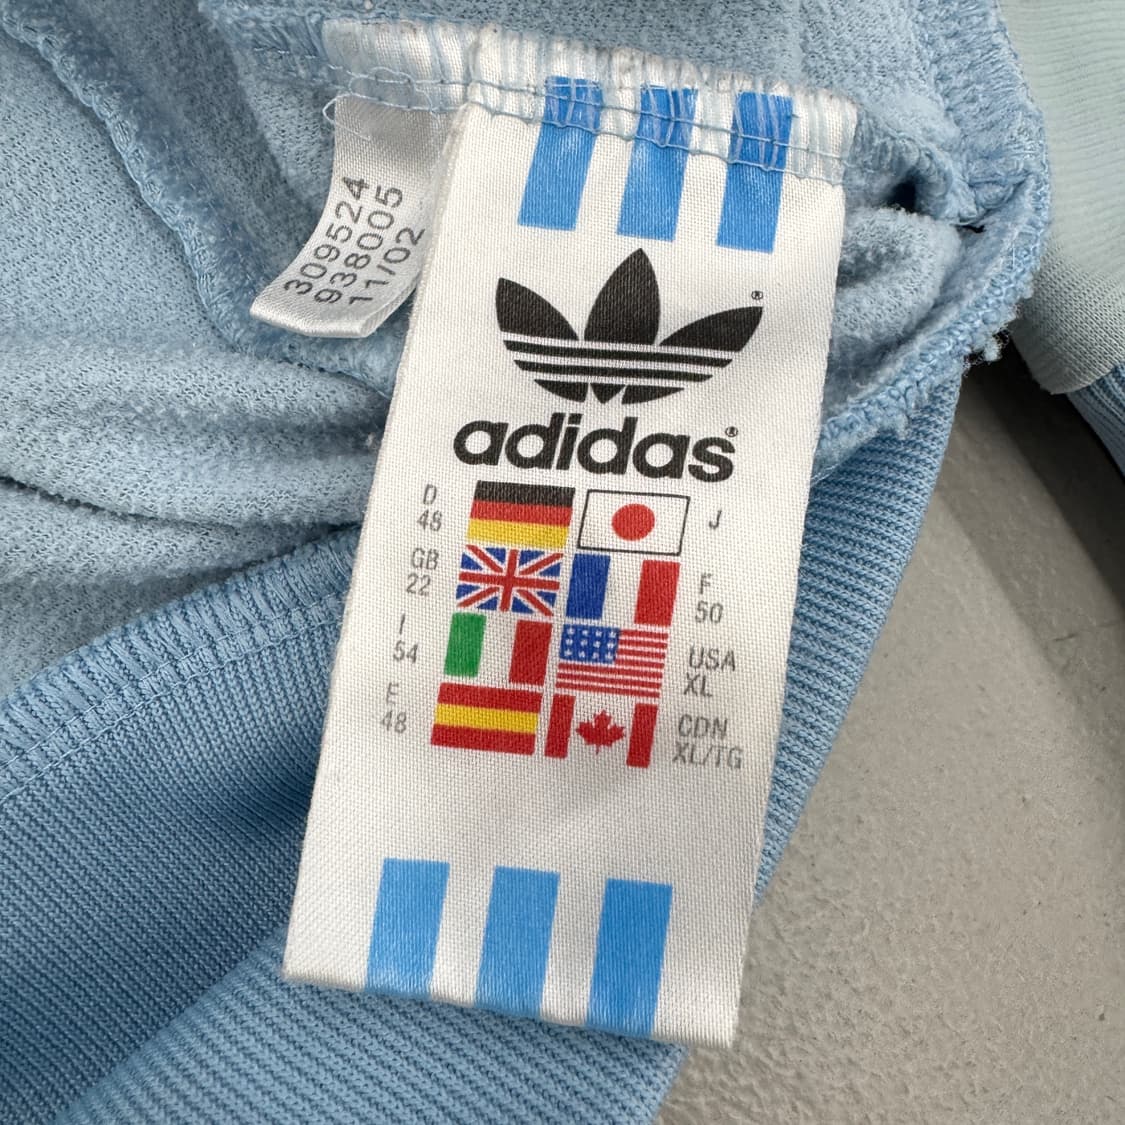 309524
938005
11/02
®
adidas®
D
48
J
GB
22
F
50
I
54
USA
XL
E
48
CDN
XL/TG